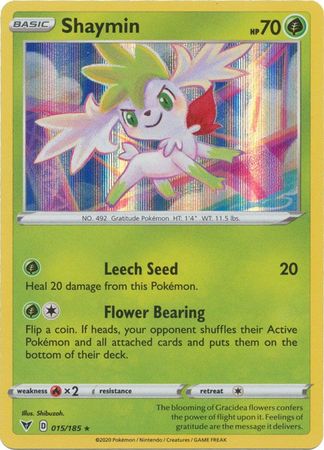 BASIC Shaymin HP 70
NO. 492 Gratitude Pokémon HT: 1'4" WT: 11.5 lbs.
Leech Seed 20
Heal 20 damage from this Pokémon.
Flower Bearing
Flip a coin. If heads, your opponent shuffles their Active
Pokémon and all attached cards and puts them on
the bottom of their deck.
weakness ×2 resistance retreat
Illus. Shibuzoh.
The blooming of Gracidea flowers confers
the power of flight upon it. Feelings of
gratitude are the message it delivers.
D 015/185 ★
©2020 Pokémon / Nintendo / Creatures / GAME FREAK